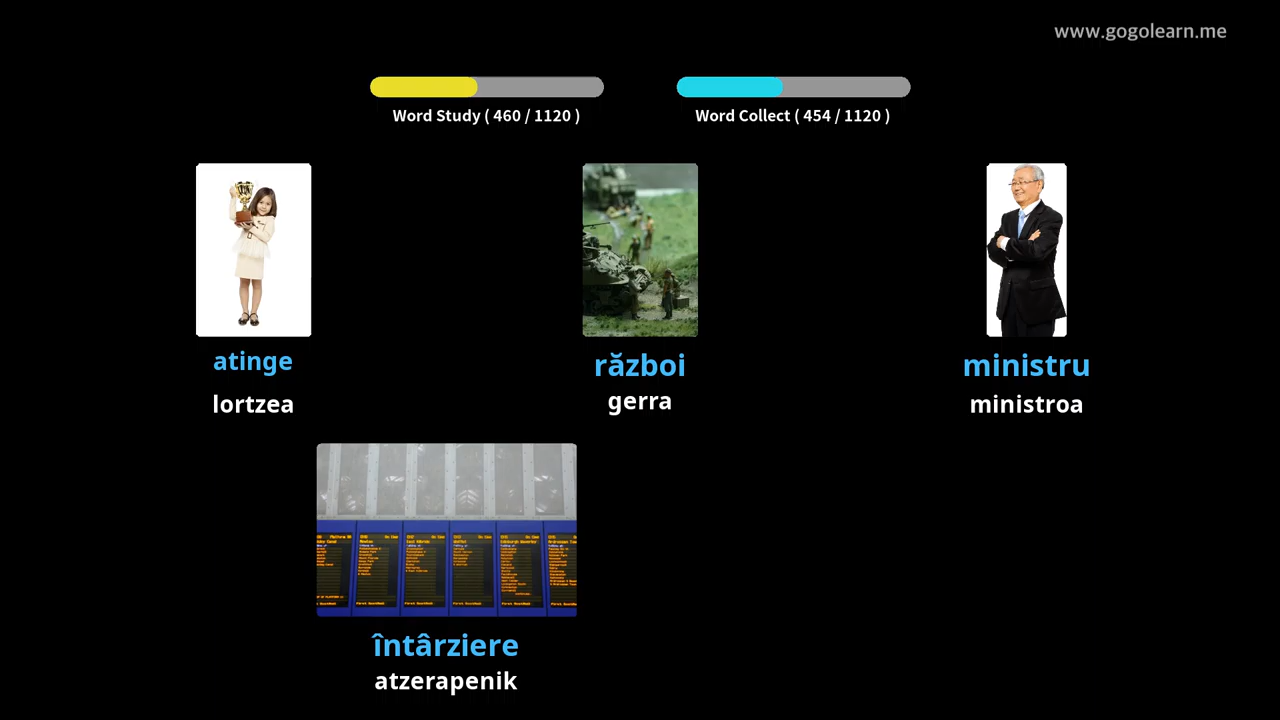 www.gogolearn.me
Word Study ( 460 / 1120 )
Word Collect ( 454 / 1120 )
atinge
război
ministru
lortzea
gerra
ministroa
întârziere
atzerapenik